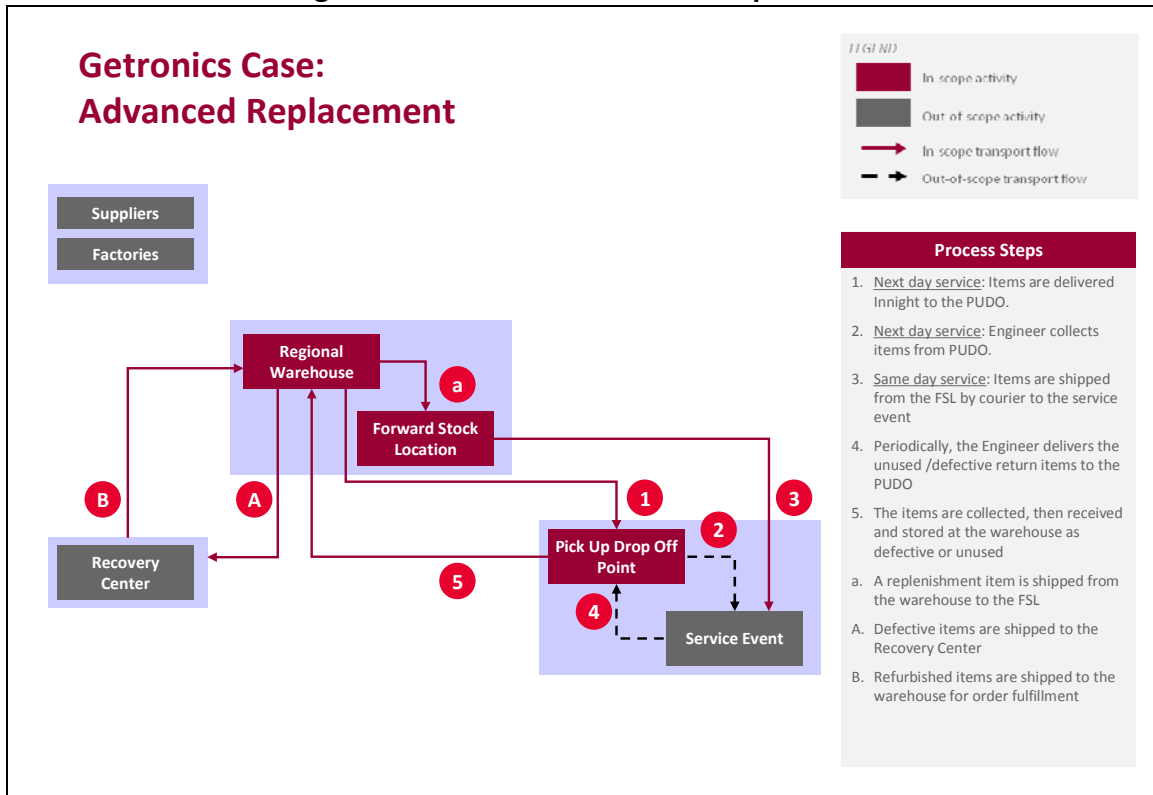 Getronics Case:
Advanced Replacement
LEGEND
In scope activity
Out-of-scope activity
In scope transport flow
Out-of-scope transport flow
Suppliers
Factories
Regional
Warehouse
a
Forward Stock
Location
B
A
1
3
2
Recovery
Center
Pick Up Drop Off
Point
5
4
Service Event
Process Steps
1. Next day service: Items are delivered
Innight to the PUDO.
2. Next day service: Engineer collects
items from PUDO.
3. Same day service: Items are shipped
from the FSL by courier to the service
event
4. Periodically, the Engineer delivers the
unused /defective return items to the
PUDO
5. The items are collected, then received
and stored at the warehouse as
defective or unused
a. A replenishment item is shipped from
the warehouse to the FSL
A. Defective items are shipped to the
Recovery Center
B. Refurbished items are shipped to the
warehouse for order fulfillment